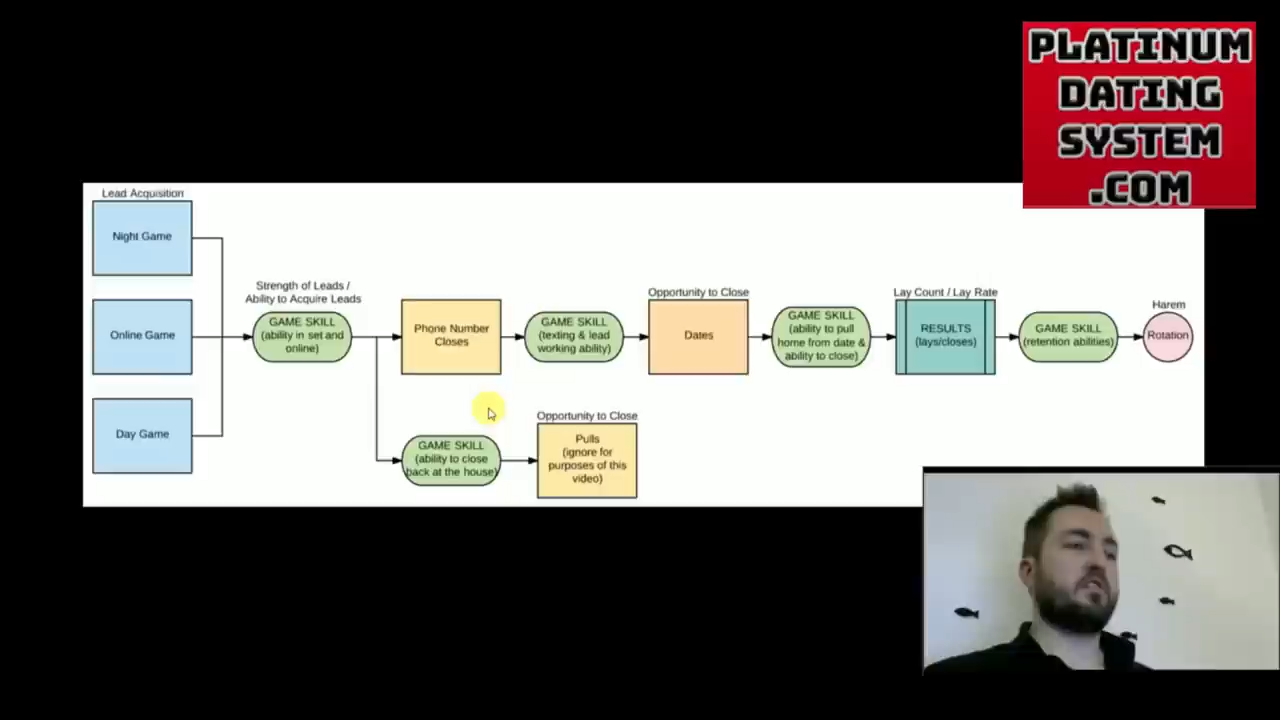 PLATINUM
DATING
SYSTEM
.COM
Lead Acquisition
Night Game
Online Game
Day Game
Strength of Leads /
Ability to Acquire Leads
GAME SKILL
(ability in set and
online)
Phone Number
Closes
GAME SKILL
(texting & lead
working ability)
Opportunity to Close
Dates
GAME SKILL
(ability to pull
home from date &
ability to close)
Lay Count / Lay Rate
RESULTS
(lays/closes)
GAME SKILL
(retention abilities)
Harem
Rotation
GAME SKILL
(ability to close
back at the house)
Opportunity to Close
Pulls
(ignore for
purposes of this
video)